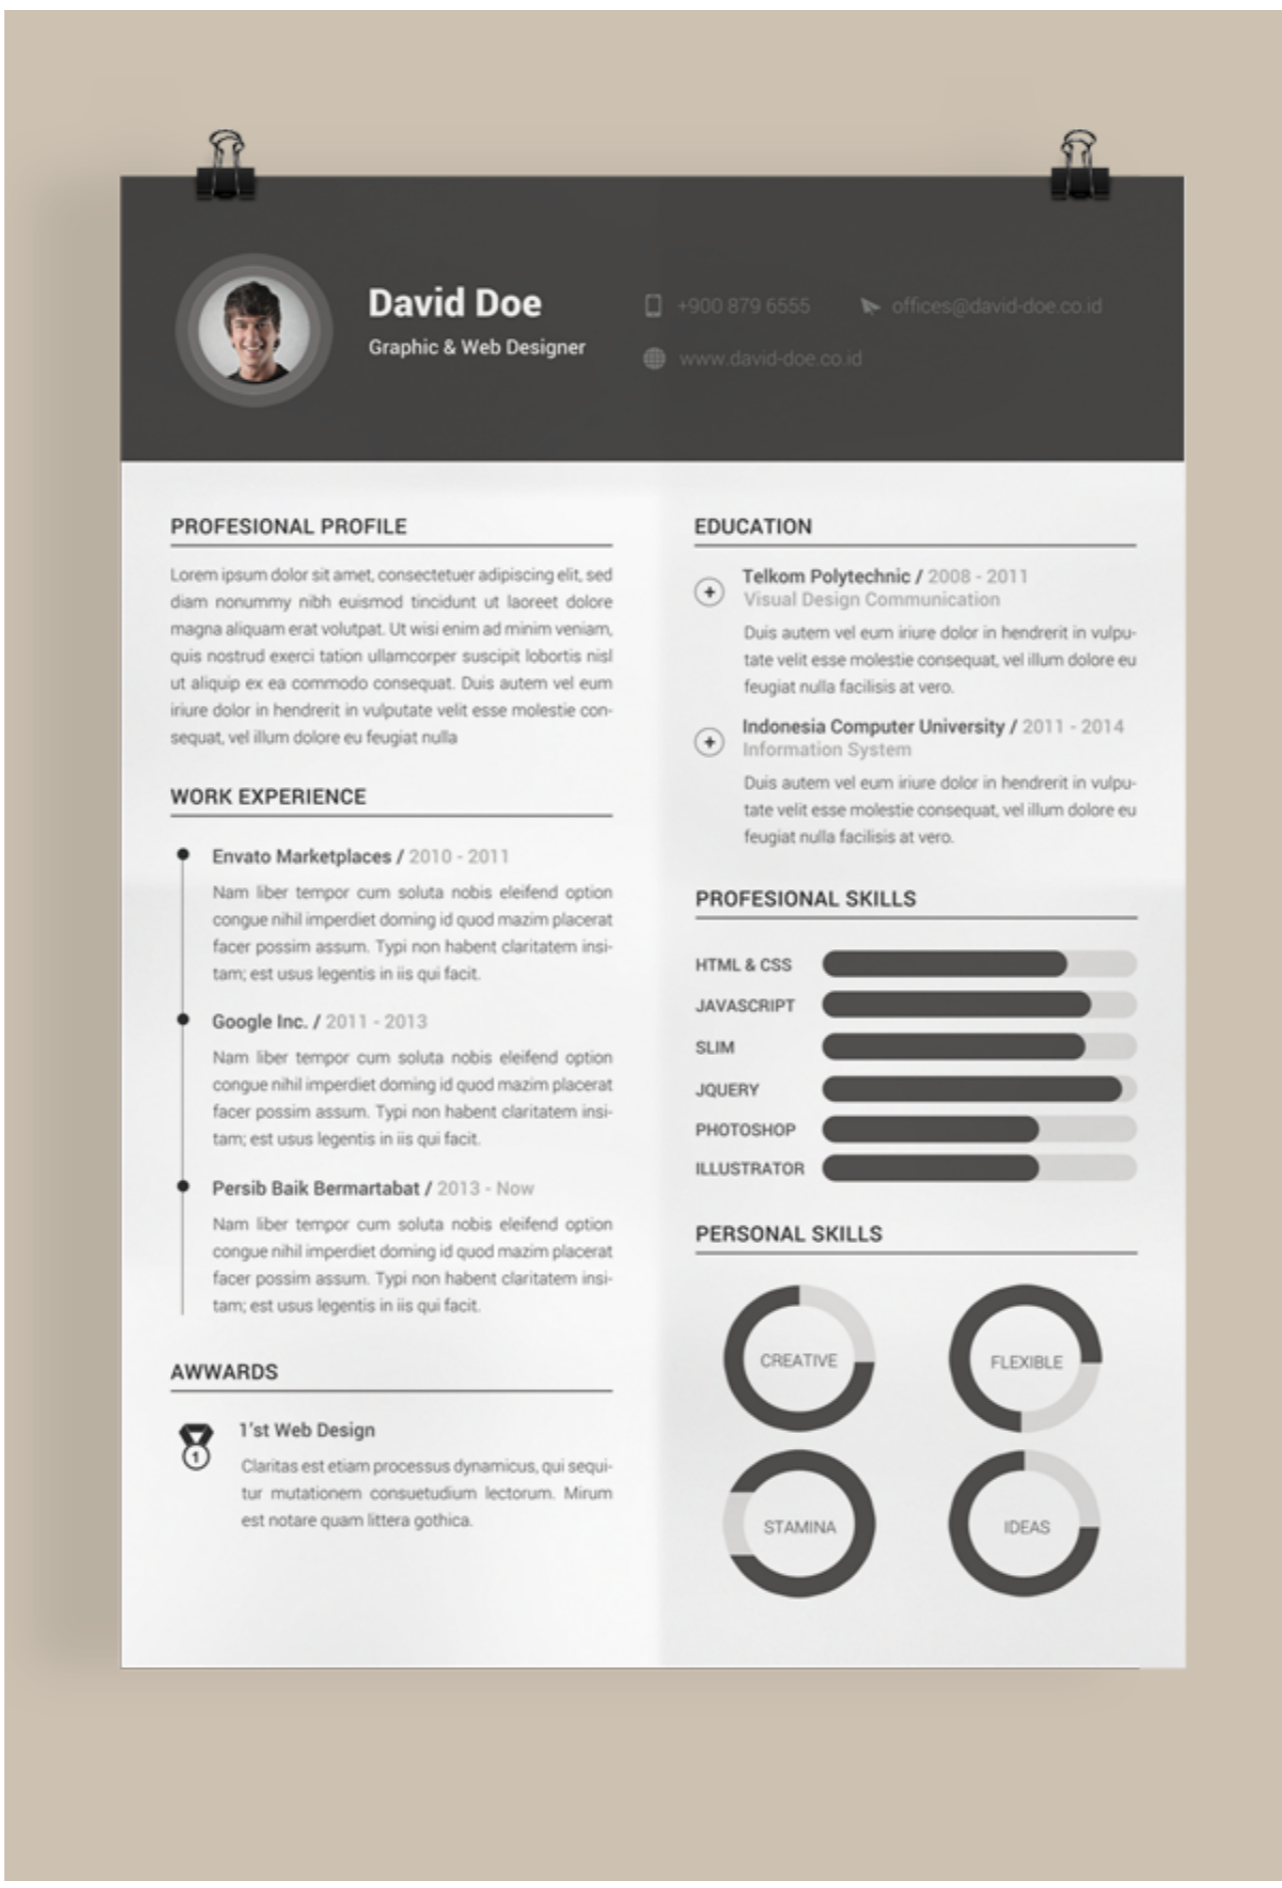 David Doe
Graphic & Web Designer
+900 879 6555
offices@david-doe.co.id
www.david-doe.co.id
PROFESIONAL PROFILE
Lorem ipsum dolor sit amet, consectetuer adipiscing elit, sed
diam nonummy nibh euismod tincidunt ut laoreet dolore
magna aliquam erat volutpat. Ut wisi enim ad minim veniam,
quis nostrud exerci tation ullamcorper suscipit lobortis nisl
ut aliquip ex ea commodo consequat. Duis autem vel eum
iriure dolor in hendrerit in vulputate velit esse molestie con-
sequat, vel illum dolore eu feugiat nulla
WORK EXPERIENCE
Envato Marketplaces / 2010 - 2011
Nam liber tempor cum soluta nobis eleifend option
congue nihil imperdiet doming id quod mazim placerat
facer possim assum. Typi non habent claritatem insi-
tam; est usus legentis in iis qui facit.
Google Inc. / 2011 - 2013
Nam liber tempor cum soluta nobis eleifend option
congue nihil imperdiet doming id quod mazim placerat
facer possim assum. Typi non habent claritatem insi-
tam; est usus legentis in iis qui facit.
Persib Baik Bermartabat / 2013 - Now
Nam liber tempor cum soluta nobis eleifend option
congue nihil imperdiet doming id quod mazim placerat
facer possim assum. Typi non habent claritatem insi-
tam; est usus legentis in iis qui facit.
AWWARDS
1
1'st Web Design
Claritas est etiam processus dynamicus, qui sequi-
tur mutationem consuetudium lectorum. Mirum
est notare quam littera gothica.
EDUCATION
Telkom Polytechnic / 2008 - 2011
Visual Design Communication
Duis autem vel eum iriure dolor in hendrerit in vulpu-
tate velit esse molestie consequat, vel illum dolore eu
feugiat nulla facilisis at vero.
Indonesia Computer University / 2011 - 2014
Information System
Duis autem vel eum iriure dolor in hendrerit in vulpu-
tate velit esse molestie consequat, vel illum dolore eu
feugiat nulla facilisis at vero.
PROFESIONAL SKILLS
HTML & CSS
JAVASCRIPT
SLIM
JQUERY
PHOTOSHOP
ILLUSTRATOR
PERSONAL SKILLS
CREATIVE
FLEXIBLE
STAMINA
IDEAS